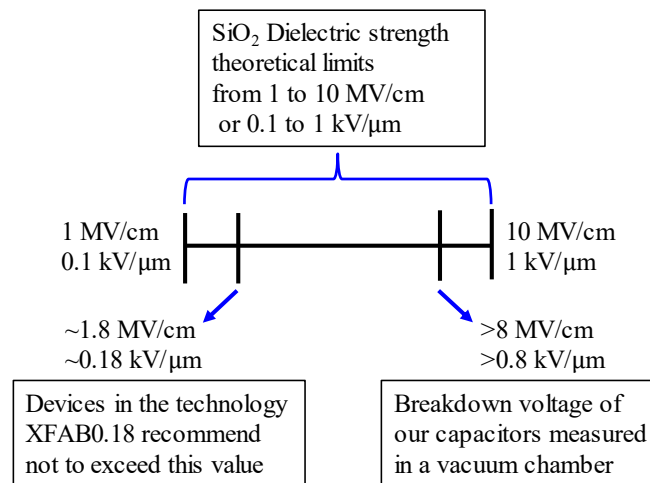 SiO₂ Dielectric strength
theoretical limits
from 1 to 10 MV/cm
or 0.1 to 1 kV/μm
1 MV/cm
0.1 kV/μm
10 MV/cm
1 kV/μm
~1.8 MV/cm
~0.18 kV/μm
>8 MV/cm
>0.8 kV/μm
Devices in the technology
XFAB0.18 recommend
not to exceed this value
Breakdown voltage of
our capacitors measured
in a vacuum chamber